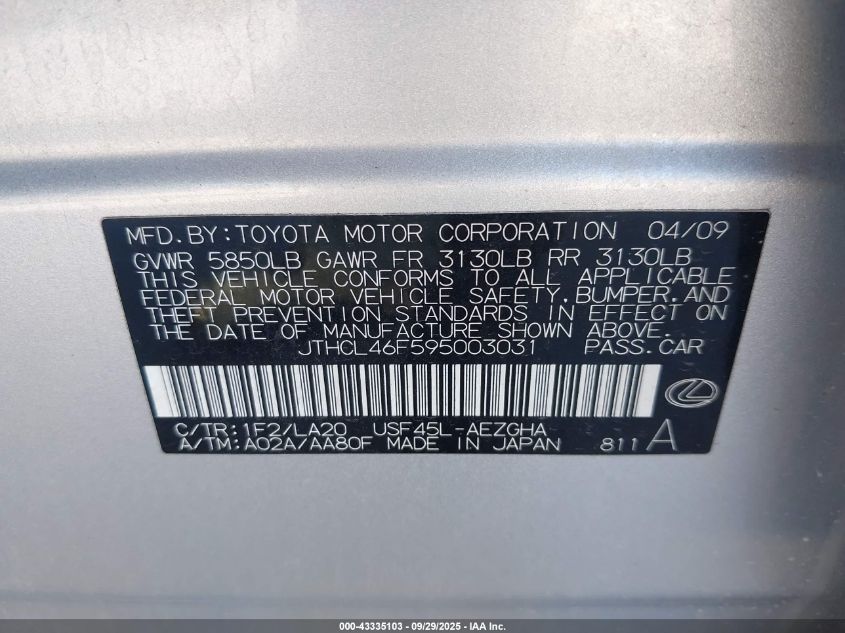 MFD.BY:TOYOTA MOTOR CORPORATION 04/09
GVWR 5850LB GAWR FR 3130LB RR 3130LB
THIS VEHICLE CONFORMS TO ALL APPLICABLE
FEDERAL MOTOR VEHICLE SAFETY,BUMPER,AND
THEFT PREVENTION STANDARDS IN EFFECT ON
THE DATE OF MANUFACTURE SHOWN ABOVE.
JTHCL46F595003031 PASS.CAR
C/TR:1F2/LA20 USF45L-AEZGHA
A/TM:A02A/AA80F MADE IN JAPAN 811 A
000-43335103 - 09/29/2025 - IAA Inc.